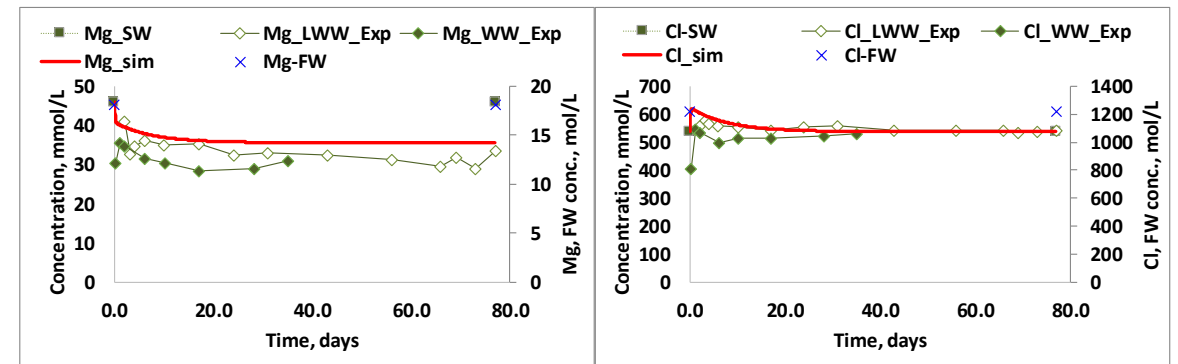 Mg_SW Mg_LWW_Exp Mg_WW_Exp
Mg_sim Mg-FW
50
40
30
20
10
0
20
15
10
5
0
0.0 20.0 40.0 60.0 80.0
Time, days
Concentration, mmol/L
Mg, FW conc., mol/L
Cl-SW Cl_LWW_Exp Cl_WW_Exp
Cl_sim Cl-FW
700
600
500
400
300
200
100
0
1400
1200
1000
800
600
400
200
0
0.0 20.0 40.0 60.0 80.0
Time, days
Concentration, mmol/L
Cl, FW conc., mol/L